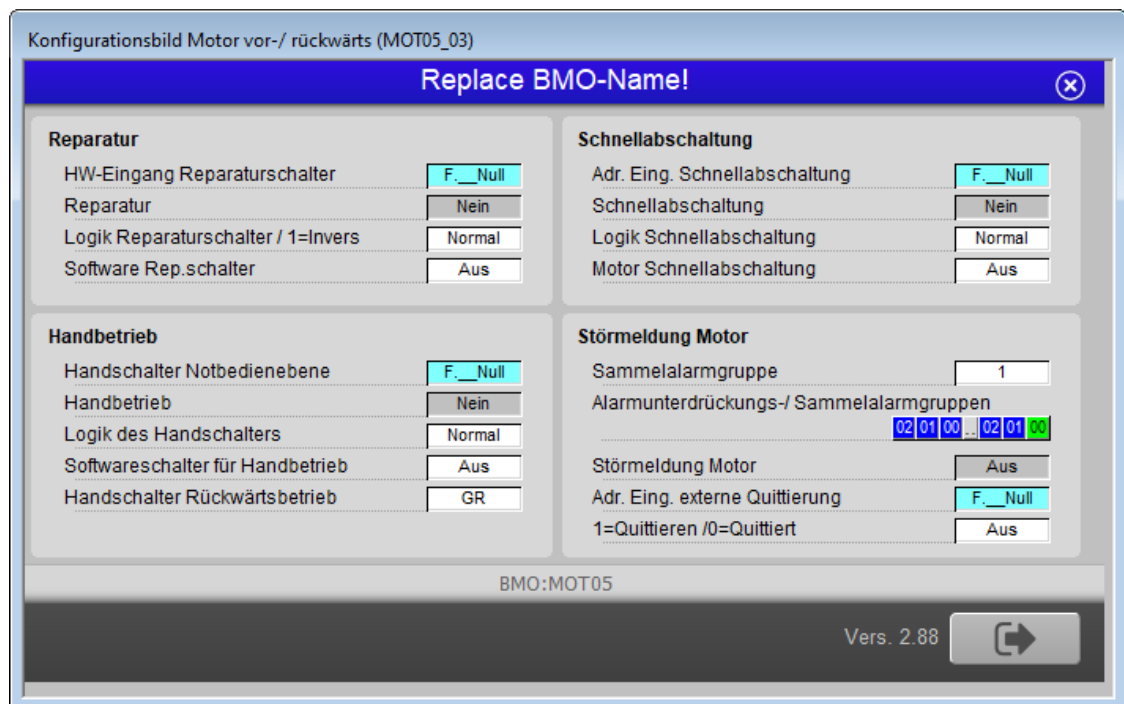 Konfigurationsbild Motor vor-/ rückwärts (MOT05_03)
Replace BMO-Name!
Reparatur
HW-Eingang Reparaturschalter F.__Null
Reparatur Nein
Logik Reparaturschalter / 1=Invers Normal
Software Rep.schalter Aus
Schnellabschaltung
Adr. Eing. Schnellabschaltung F.__Null
Schnellabschaltung Nein
Logik Schnellabschaltung Normal
Motor Schnellabschaltung Aus
Handbetrieb
Handschalter Notbedienebene F.__Null
Handbetrieb Nein
Logik des Handschalters Normal
Softwareschalter für Handbetrieb Aus
Handschalter Rückwärtsbetrieb GR
Störmeldung Motor
Sammelalarmgruppe 1
Alarmunterdrückungs-/ Sammelalarmgruppen
02 01 00 .. 02 01 00
Störmeldung Motor Aus
Adr. Eing. externe Quittierung F.__Null
1=Quittieren /0=Quittiert Aus
BMO:MOT05
Vers. 2.88